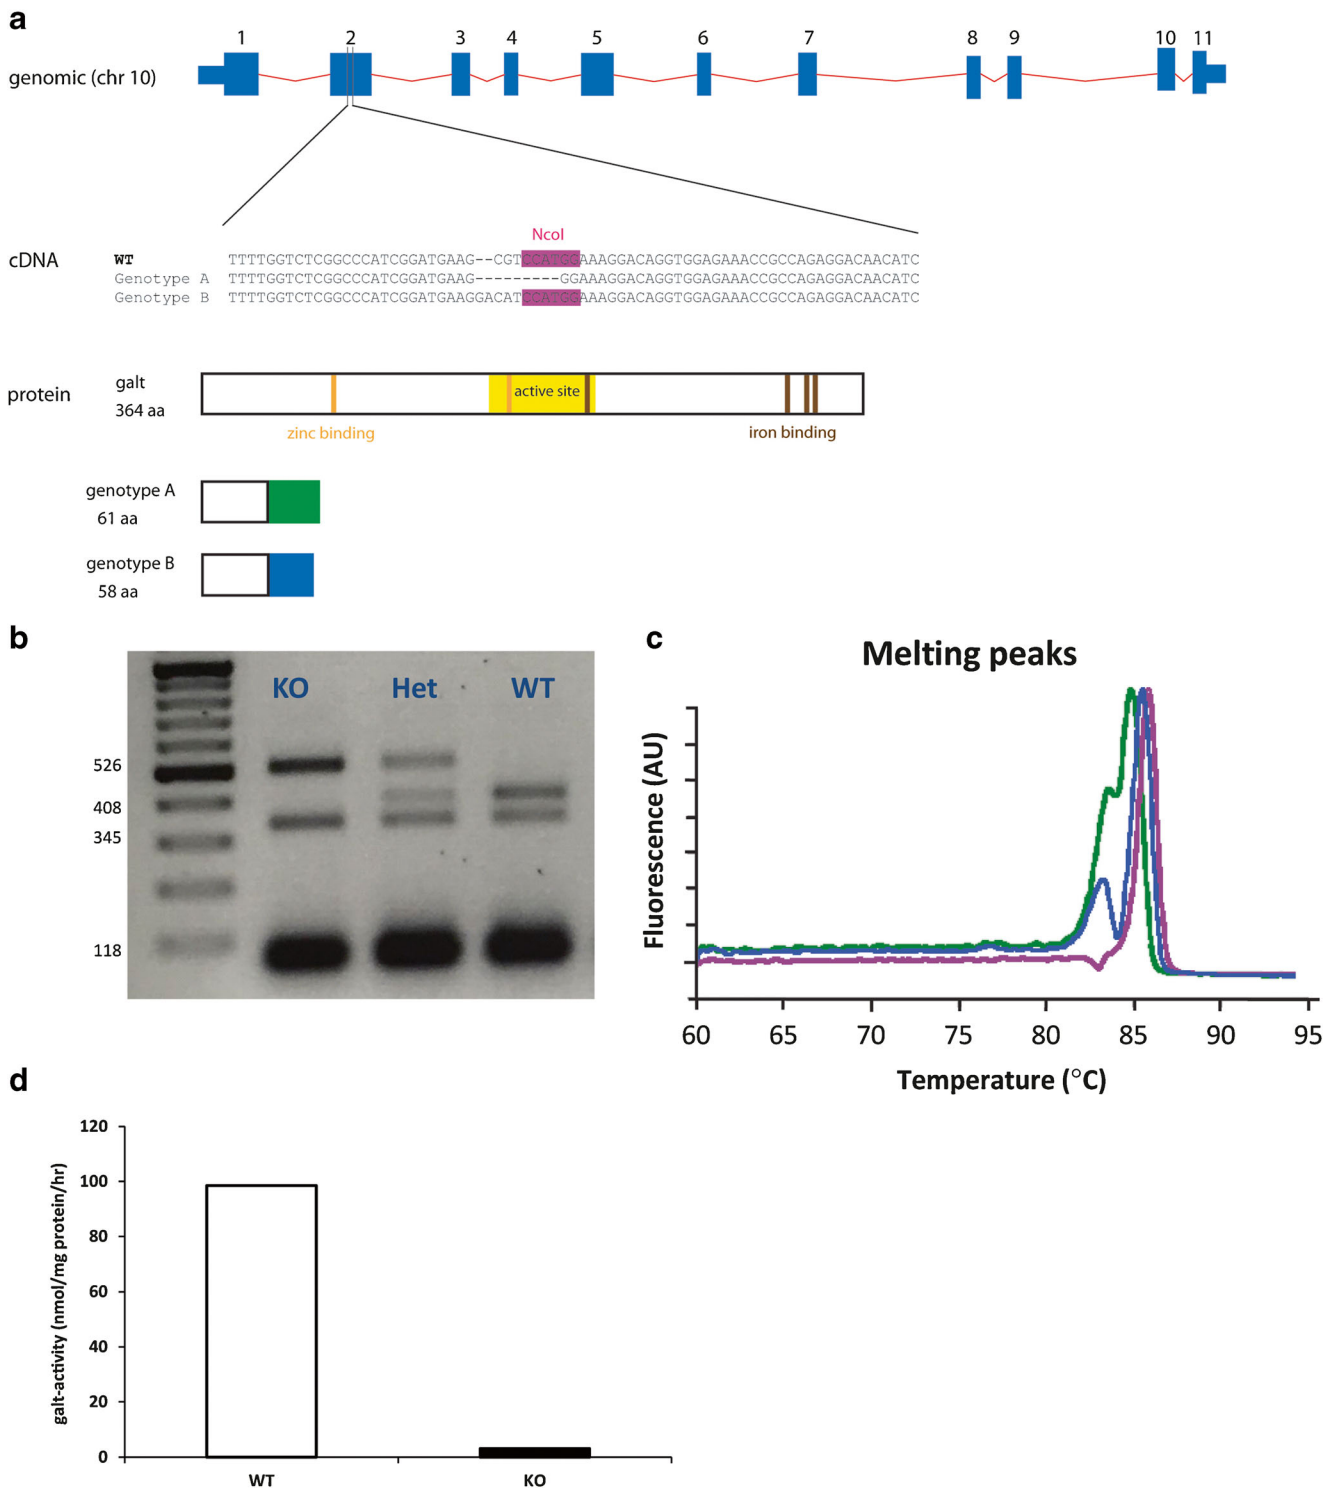 a
1 2 3 4 5 6 7 8 9 10 11
genomic (chr 10)
NcoI
cDNA
WT TTTTGGTCTCGGCCCATCGGATGAAG--CGTCCATGGAAAGGACAGGTGGAGAAACCGCCAGAGGACAACATC
Genotype A TTTTGGTCTCGGCCCATCGGATGAAG---------GGAAAGGACAGGTGGAGAAACCGCCAGAGGACAACATC
Genotype B TTTTGGTCTCGGCCCATCGGATGAAGGACATCCATGGAAAGGACAGGTGGAGAAACCGCCAGAGGACAACATC
protein
galt
364 aa
active site
zinc binding
iron binding
genotype A
61 aa
genotype B
58 aa
b
KO Het WT
526
408
345
118
c
Melting peaks
Fluorescence (AU)
60 65 70 75 80 85 90 95
Temperature (°C)
d
galt-activity (nmol/mg protein/hr)
120
100
80
60
40
20
0
WT KO